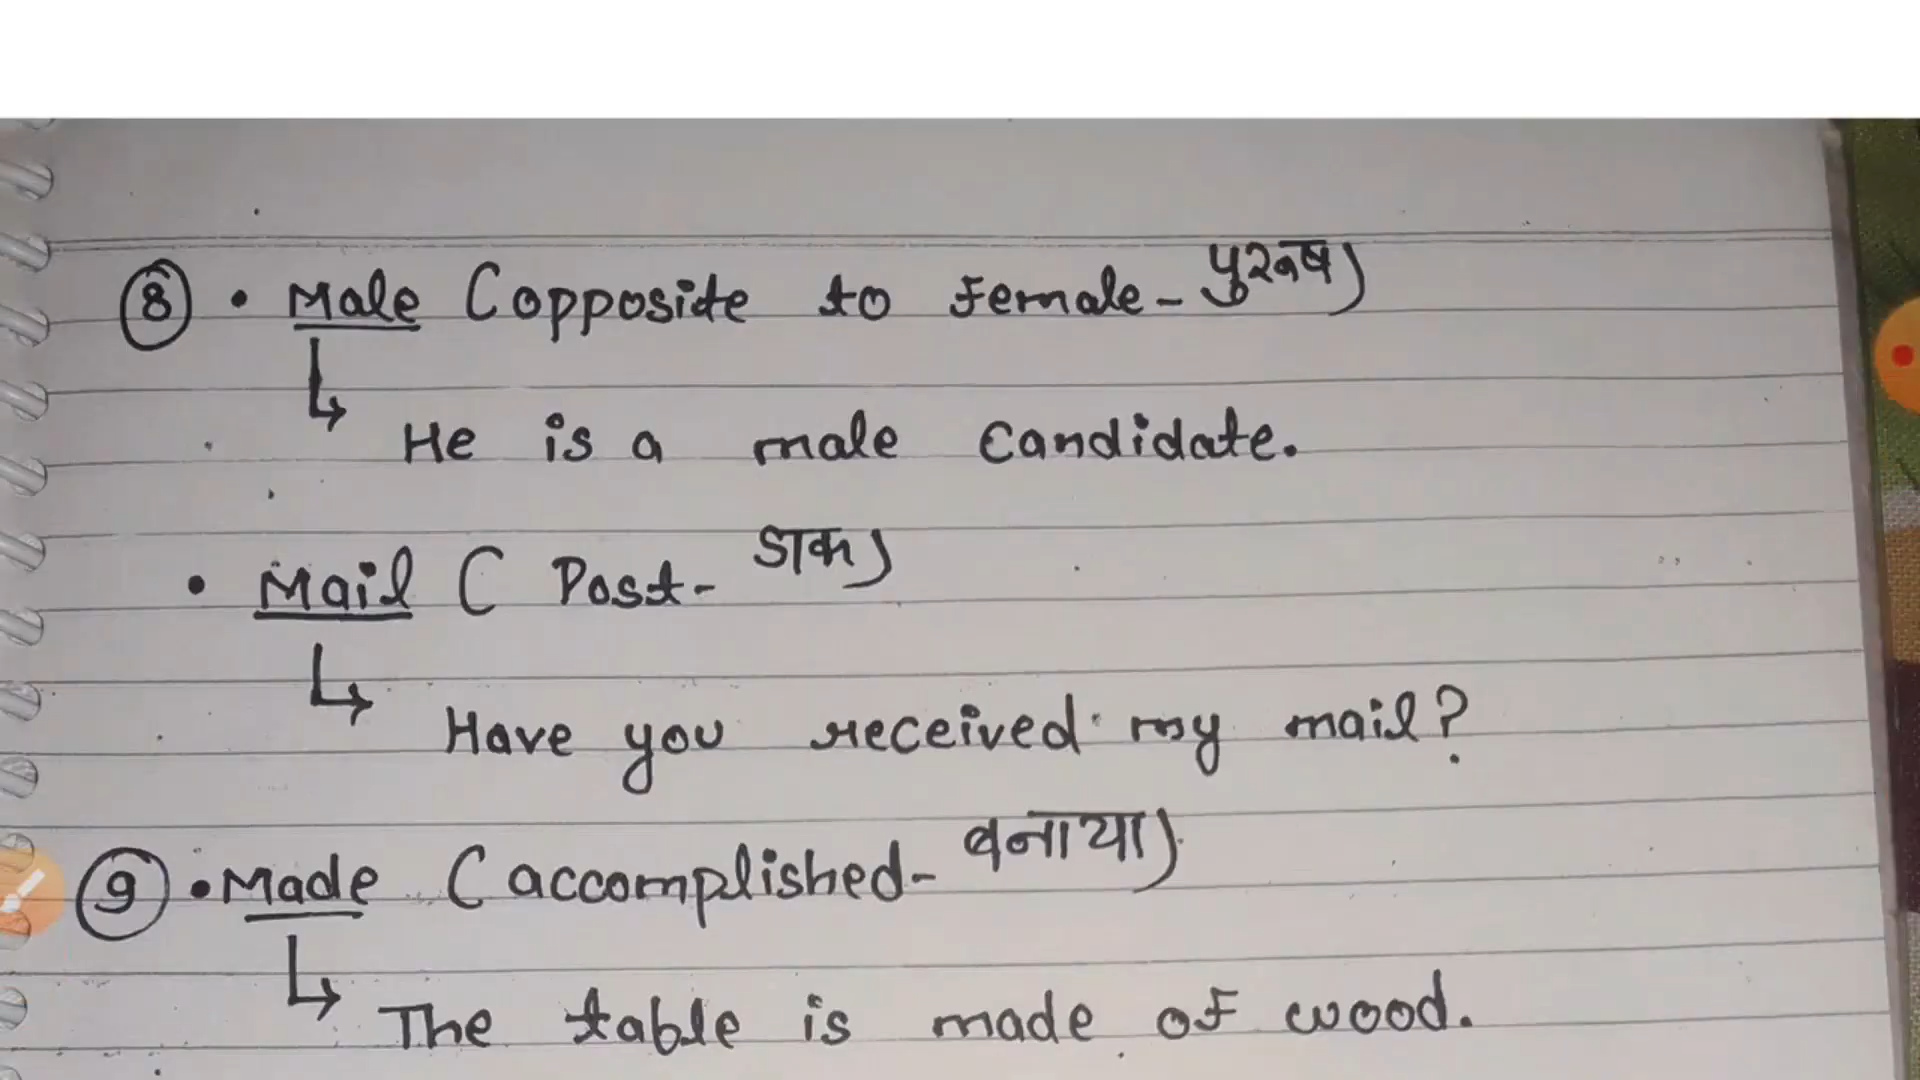 ⑧ • Male (opposite to Female - पुरुष)
↳ He is a male candidate.
• Mail ( Post - डाक)
↳ Have you received my mail?
⑨ • Made (accomplished - बनाया)
↳ The table is made of wood.